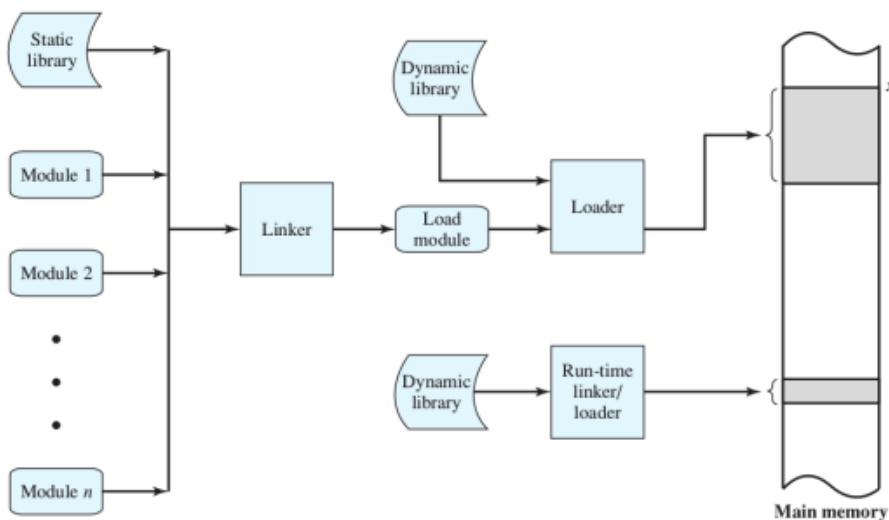 Static
library
Module 1
Module 2
Module n
Linker
Dynamic
library
Load
module
Loader
Dynamic
library
Run-time
linker/
loader
x
Main memory